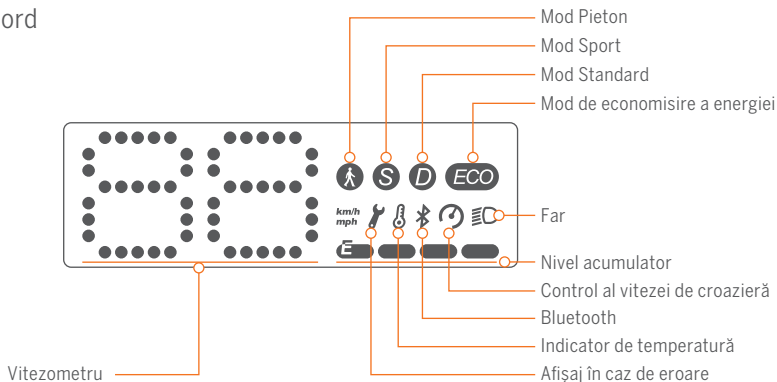 ord
Mod Pieton
Mod Sport
Mod Standard
Mod de economisire a energiei
S D ECO
km/h
mph
Far
E
Nivel acumulator
Control al vitezei de croazieră
Bluetooth
Indicator de temperatură
Vitezometru
Afișaj în caz de eroare